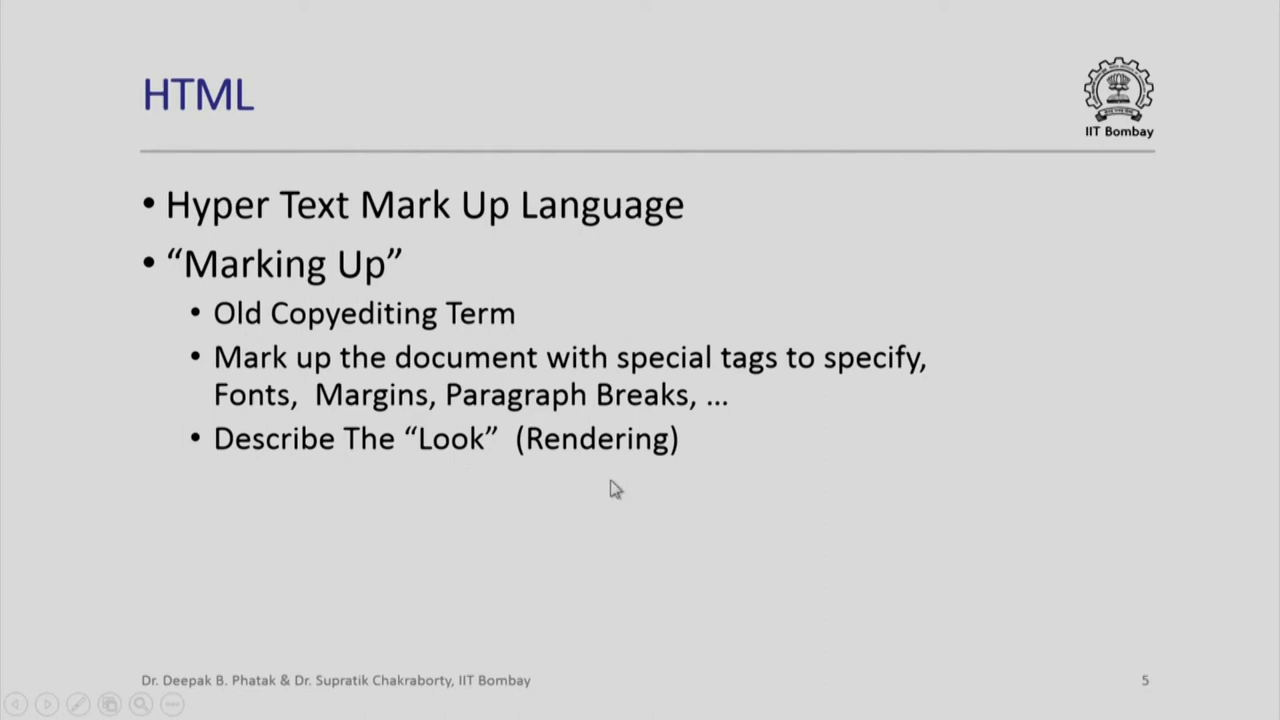 HTML
IIT Bombay
• Hyper Text Mark Up Language
• “Marking Up”
• Old Copyediting Term
• Mark up the document with special tags to specify,
Fonts,  Margins, Paragraph Breaks, ...
• Describe The “Look”  (Rendering)
Dr. Deepak B. Phatak & Dr. Supratik Chakraborty, IIT Bombay
5